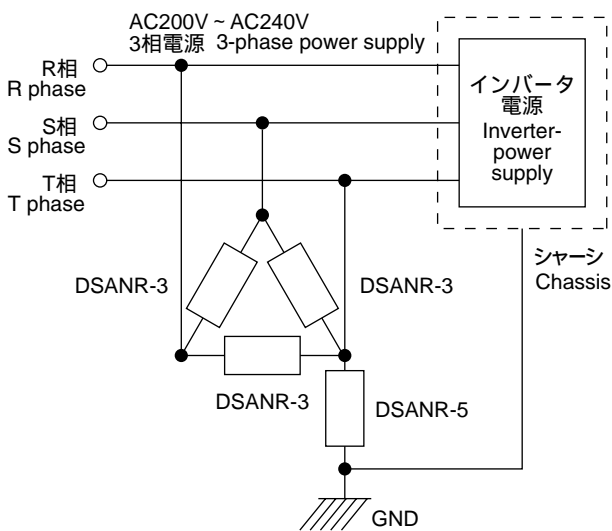 AC200V ~ AC240V
3相電源 3-phase power supply
R相
R phase
S相
S phase
T相
T phase
インバータ
電源
Inverter-
power
supply
シャーシ
Chassis
DSANR-3
DSANR-3
DSANR-3
DSANR-5
GND